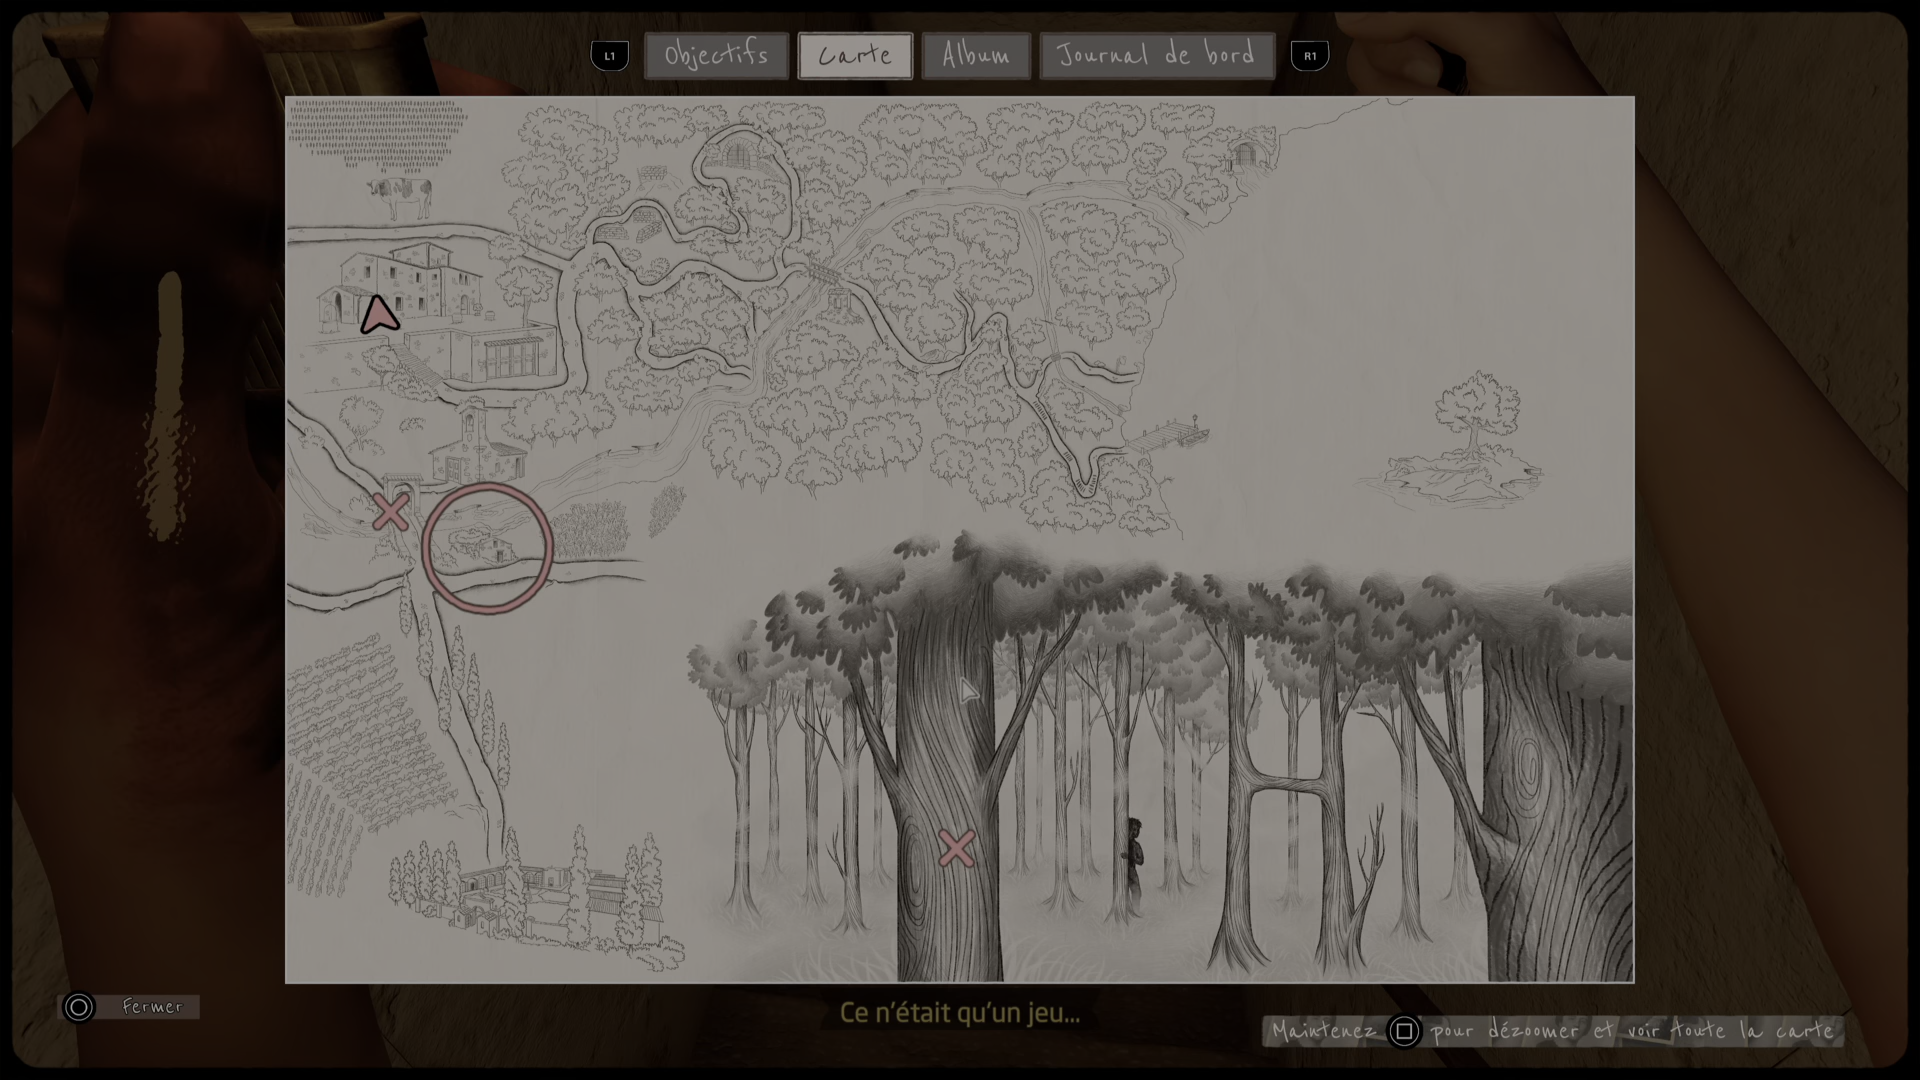 L1 Objectifs Carte Album Journal de bord R1
Fermer
Ce n'était qu'un jeu...
Maintenez pour dézoomer et voir toute la carte